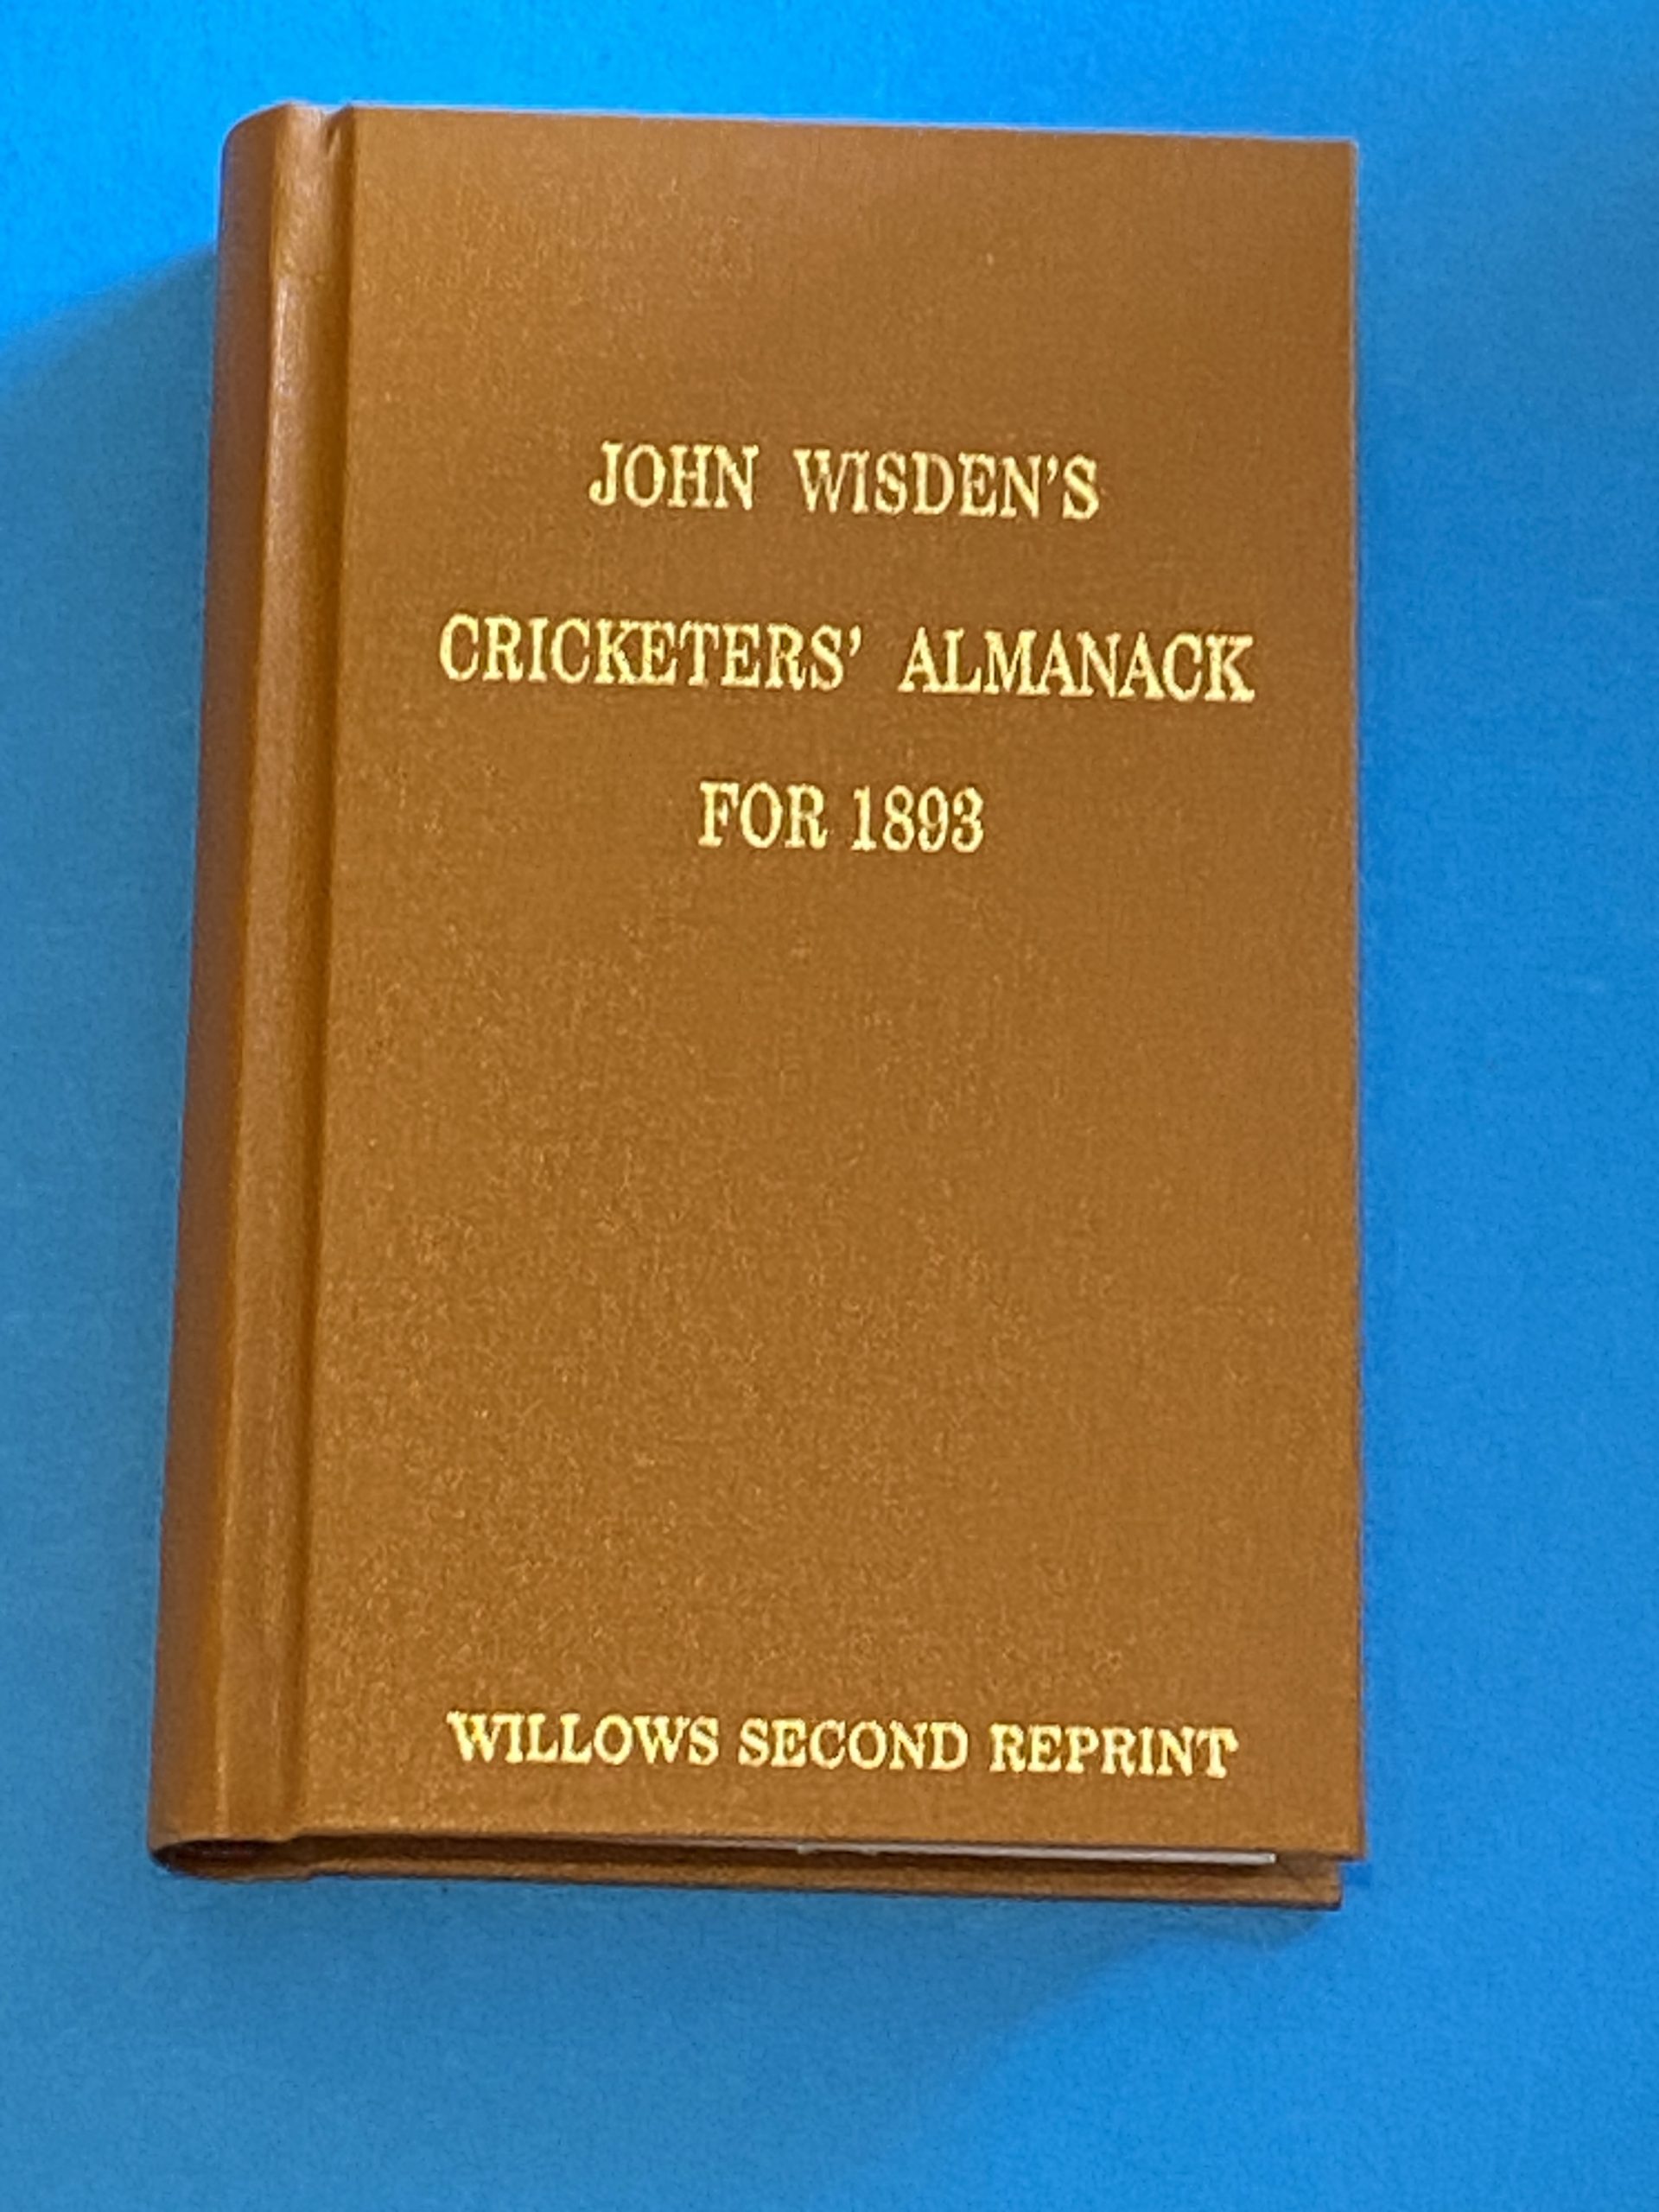 JOHN WISDEN'S
CRICKETERS' ALMANACK
FOR 1893
WILLOWS SECOND REPRINT